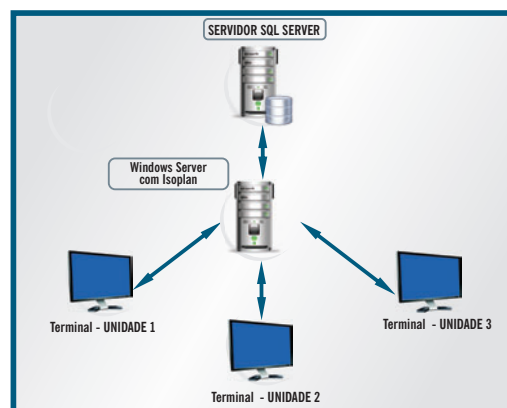 SERVIDOR SQL SERVER
Windows Server
com Isoplan
Terminal - UNIDADE 1
Terminal - UNIDADE 3
Terminal - UNIDADE 2